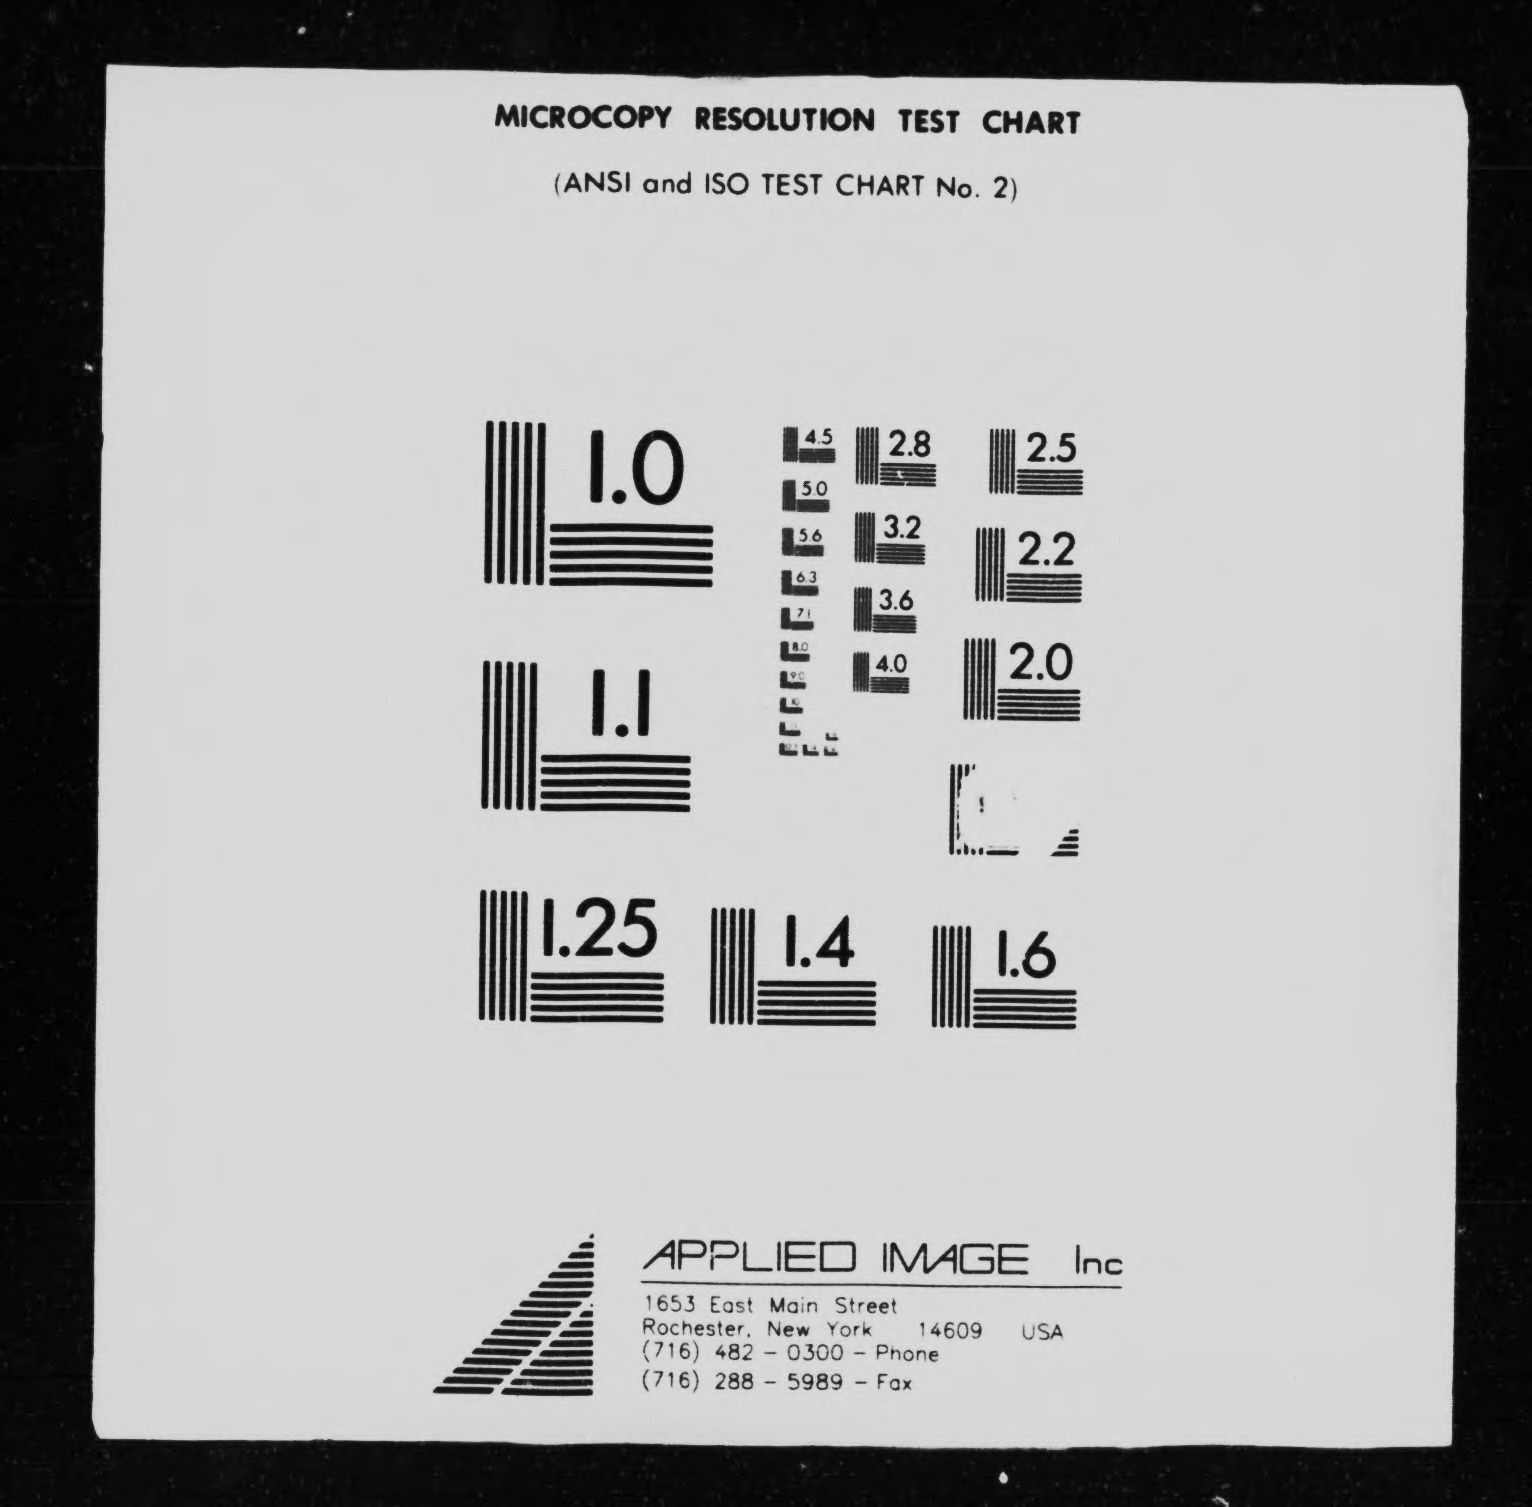 MICROCOPY RESOLUTION TEST CHART
(ANSI and ISO TEST CHART No. 2)
1.0
4.5
2.8
2.5
5.0
5.6
3.2
2.2
6.3
3.6
7.1
8.0
4.0
2.0
9.0
10
1.1
1.25
1.4
1.6
APPLIED IMAGE Inc
1653 East Main Street
Rochester, New York 14609 USA
(716) 482 - 0300 - Phone
(716) 288 - 5989 - Fax